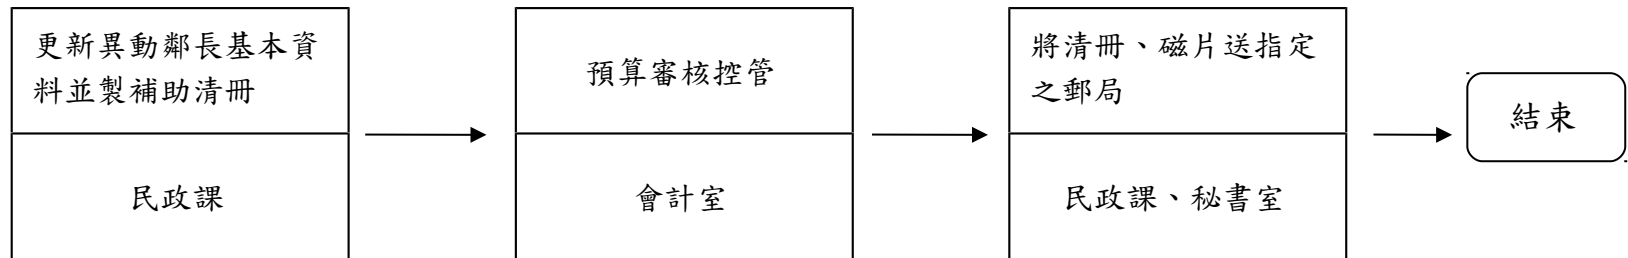 更新異動鄰長基本資
料並製補助清冊
民政課
預算審核控管
會計室
將清冊、磁片送指定
之郵局
民政課、秘書室
結束